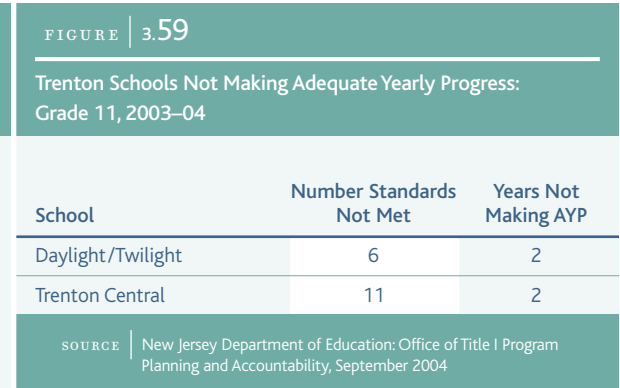 FIGURE 3.59
Trenton Schools Not Making Adequate Yearly Progress:
Grade 11, 2003–04
School Number Standards Not Met Years Not Making AYP
Daylight/Twilight 6 2
Trenton Central 11 2
SOURCE New Jersey Department of Education: Office of Title I Program
Planning and Accountability, September 2004